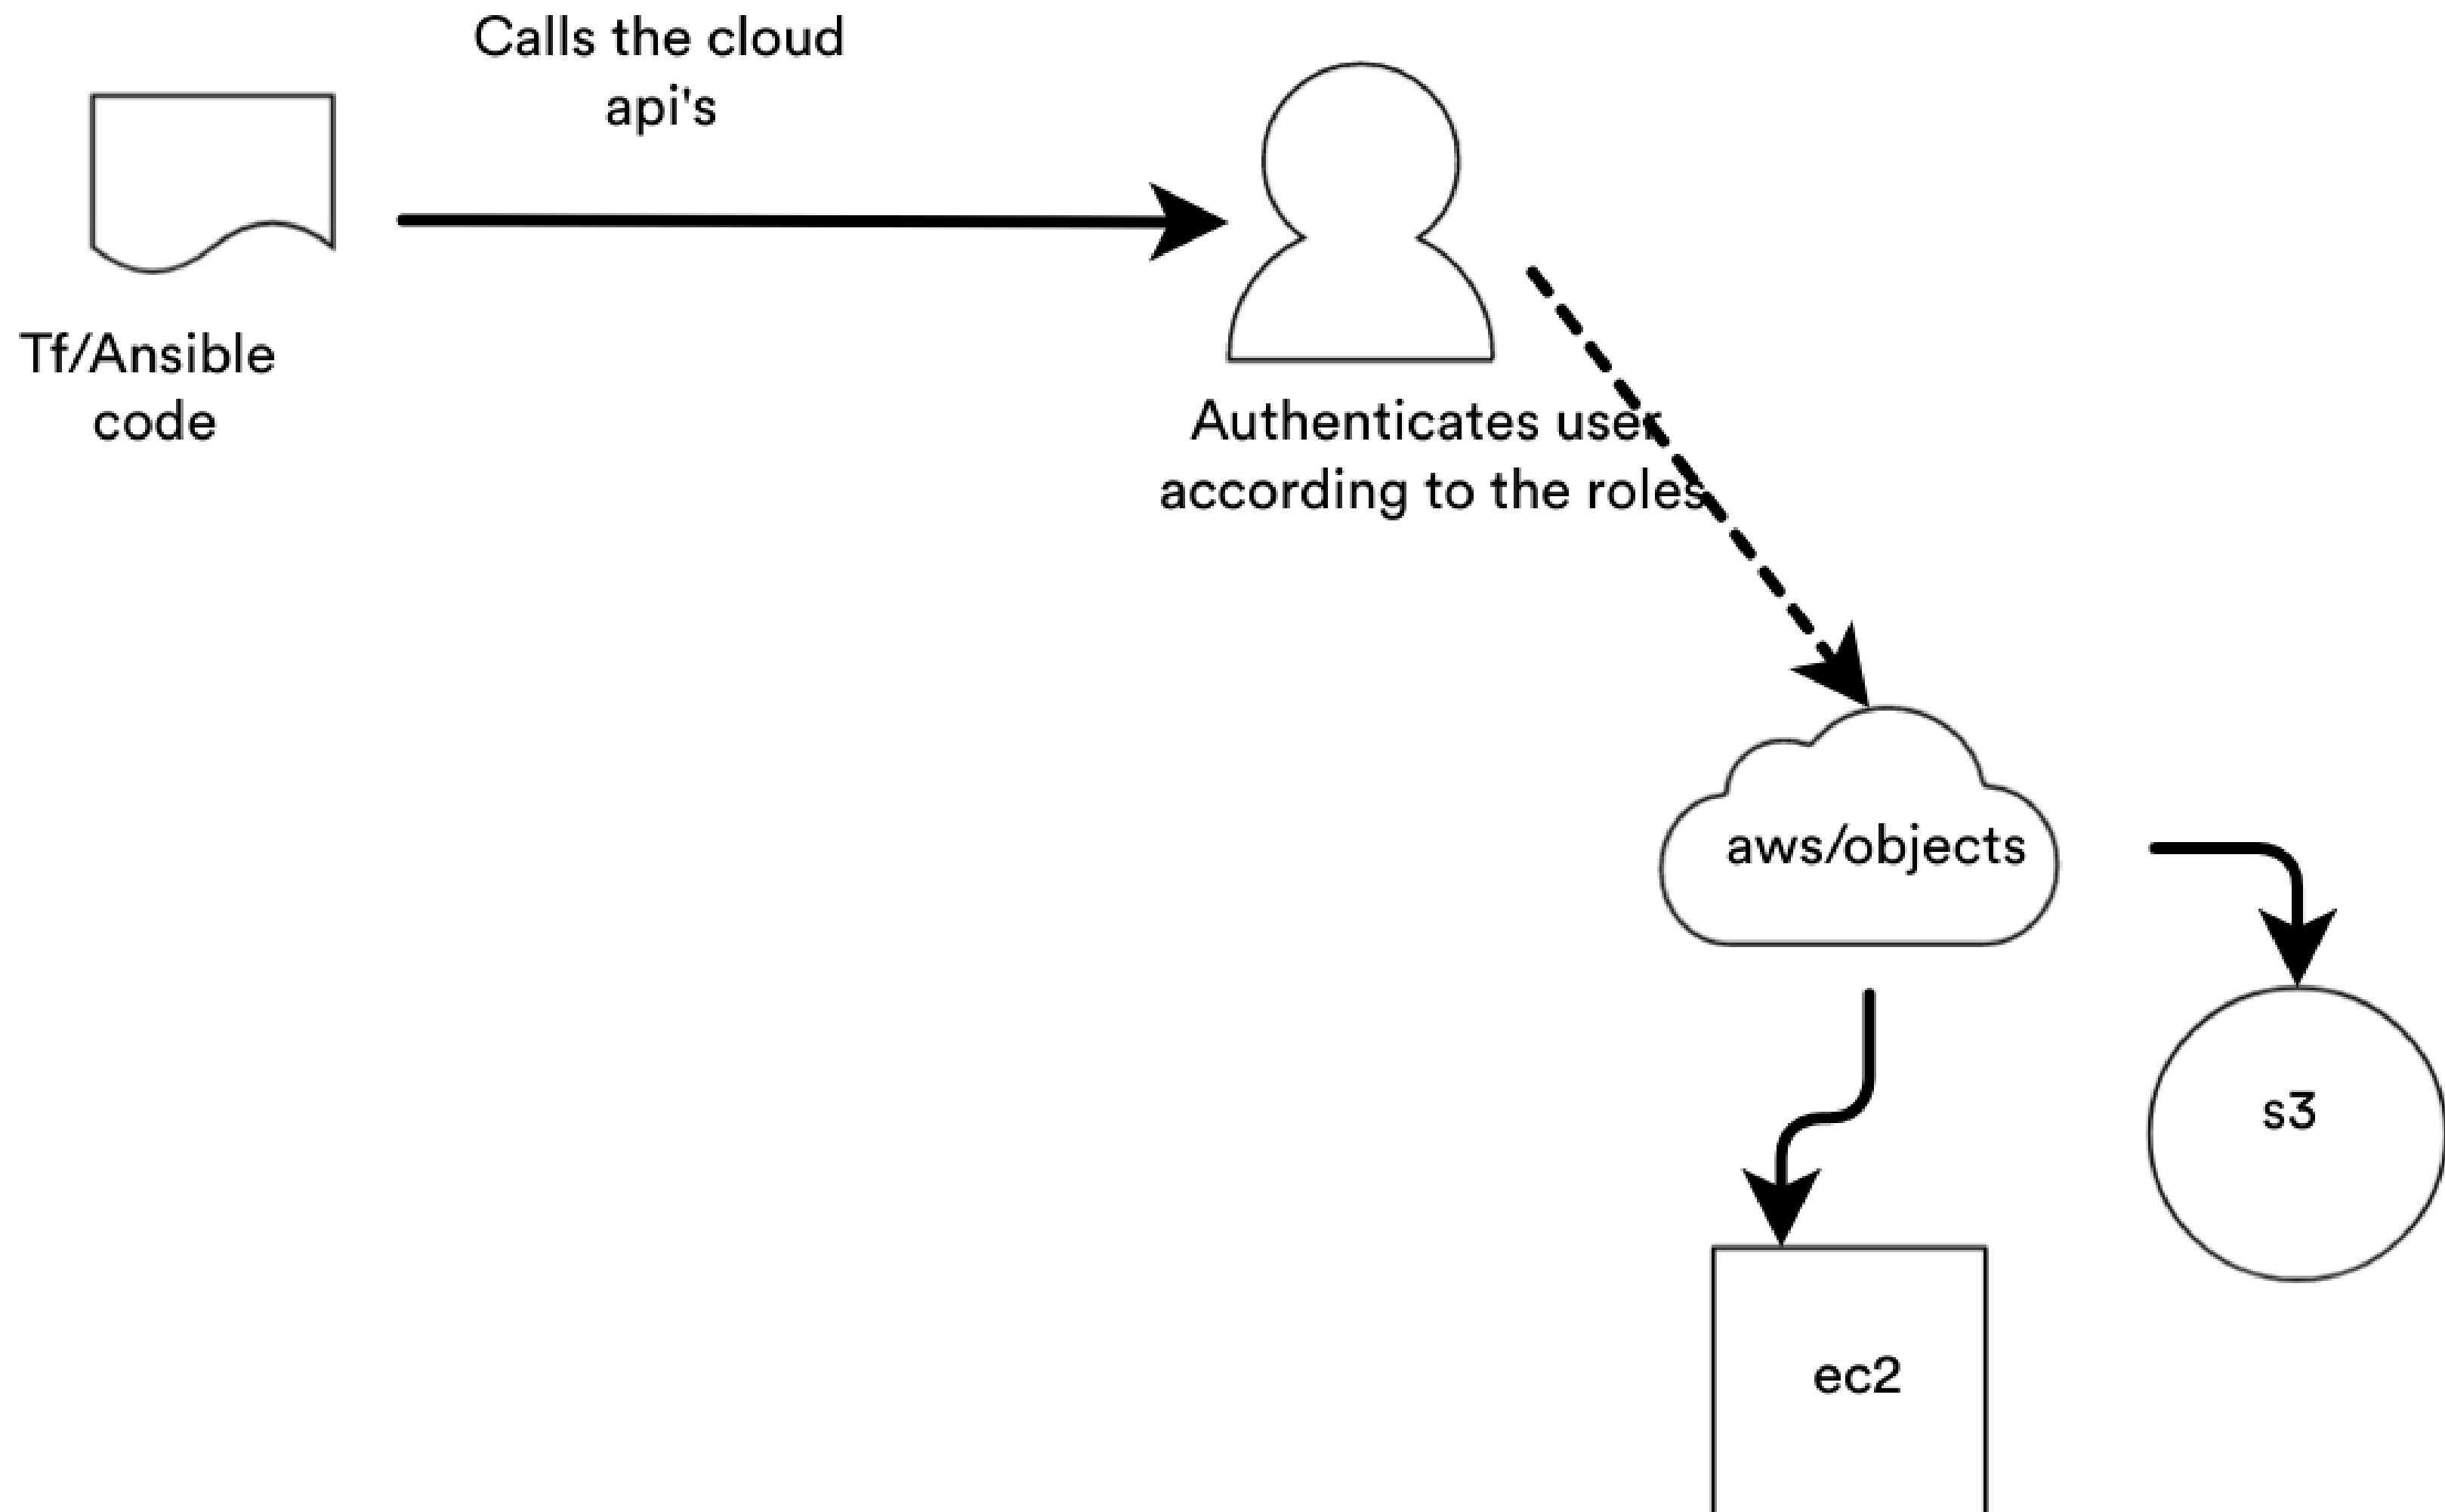 Calls the cloud
api's
Tf/Ansible
code
Authenticates user
according to the roles
aws/objects
s3
ec2